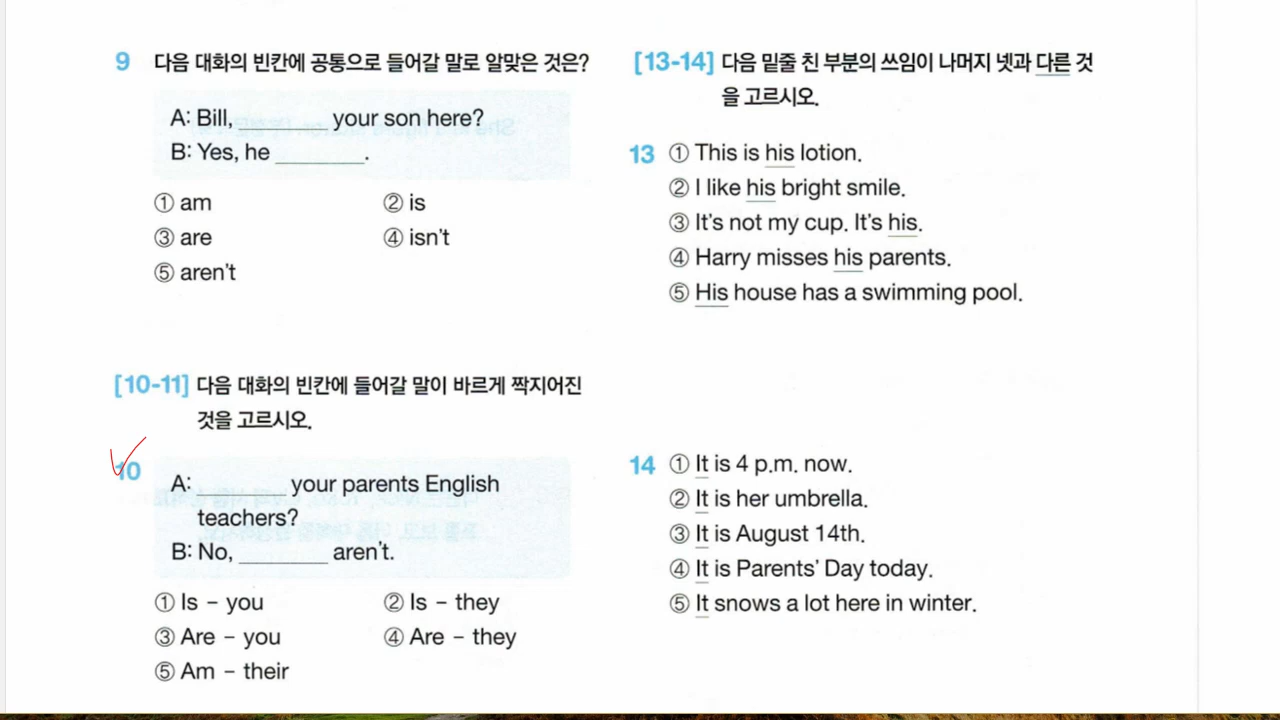 9 다음 대화의 빈칸에 공통으로 들어갈 말로 알맞은 것은?
A: Bill, ________ your son here?
B: Yes, he ________.
① am ② is
③ are ④ isn't
⑤ aren't
[10-11] 다음 대화의 빈칸에 들어갈 말이 바르게 짝지어진
것을 고르시오.
10
A: ________ your parents English
teachers?
B: No, ________ aren't.
① Is – you ② Is – they
③ Are – you ④ Are – they
⑤ Am – their
[13-14] 다음 밑줄 친 부분의 쓰임이 나머지 넷과 다른 것
을 고르시오.
13 ① This is his lotion.
② I like his bright smile.
③ It's not my cup. It's his.
④ Harry misses his parents.
⑤ His house has a swimming pool.
14 ① It is 4 p.m. now.
② It is her umbrella.
③ It is August 14th.
④ It is Parents' Day today.
⑤ It snows a lot here in winter.